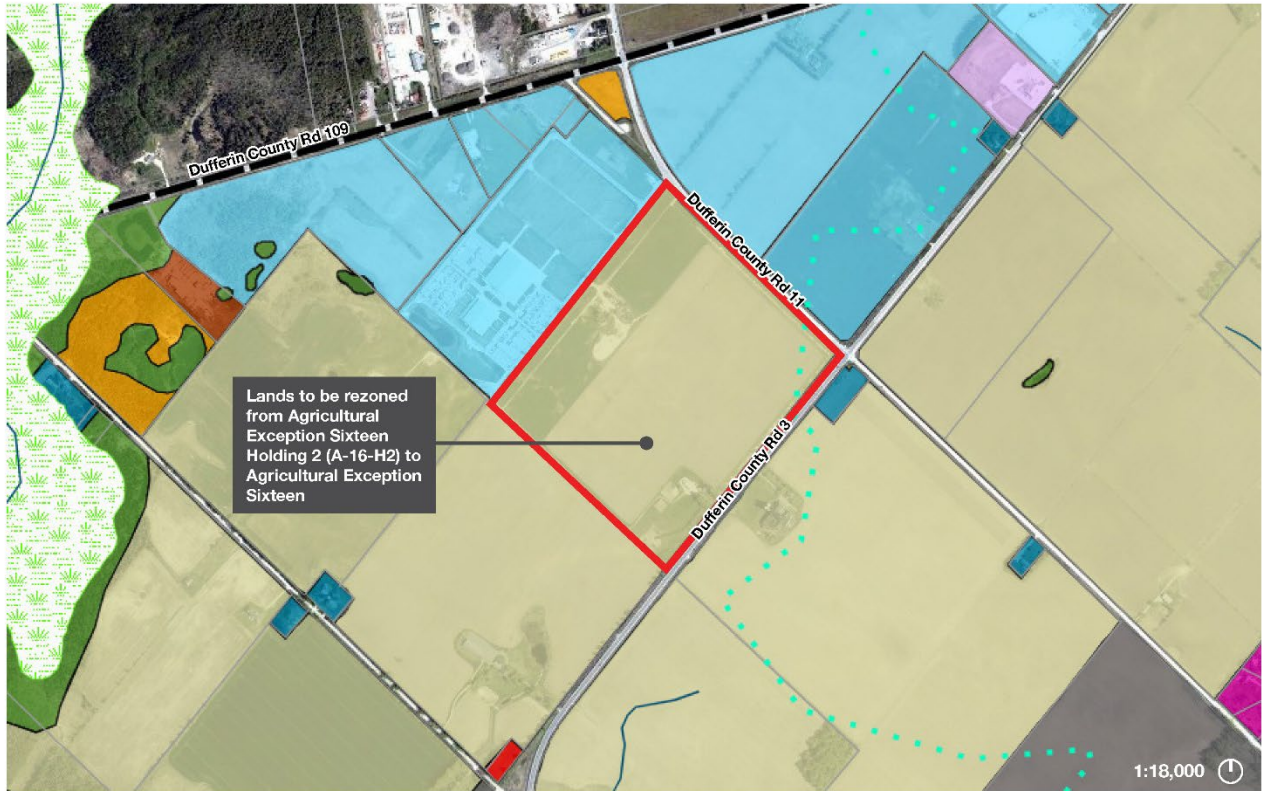 Dufferin County Rd 109
Dufferin County Rd 11
Lands to be rezoned
from Agricultural
Exception Sixteen
Holding 2 (A-16-H2) to
Agricultural Exception
Sixteen
Dufferin County Rd 3
1:18,000